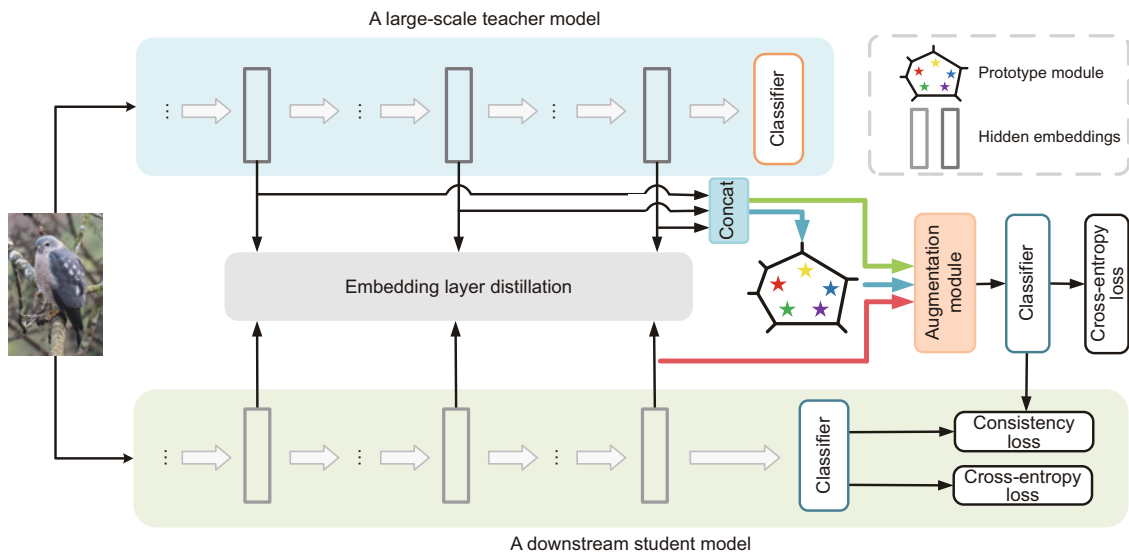 A large-scale teacher model
Classifier
Prototype module
Hidden embeddings
Concat
Embedding layer distillation
Augmentation
module
Classifier
Cross-entropy
loss
Classifier
Consistency
loss
Cross-entropy
loss
A downstream student model